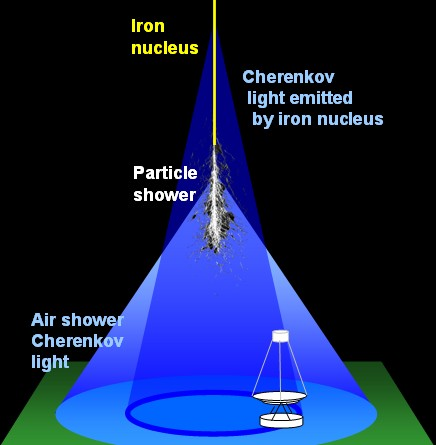 Iron
nucleus
Cherenkov
light emitted
by iron nucleus
Particle
shower
Air shower
Cherenkov
light